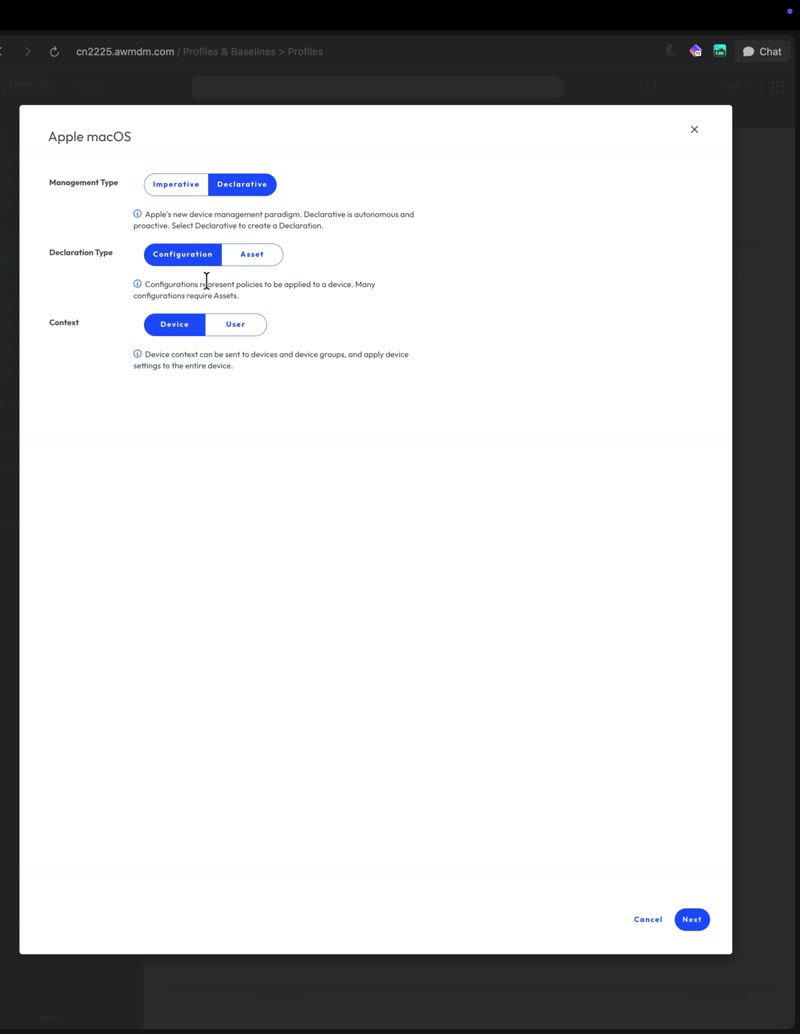 cn2225.awmdm.com / Profiles & Baselines > Profiles
Chat
Apple macOS
Management Type
Imperative
Declarative
Apple's new device management paradigm. Declarative is autonomous and
proactive. Select Declarative to create a Declaration.
Declaration Type
Configuration
Asset
Configurations represent policies to be applied to a device. Many
configurations require Assets.
Context
Device
User
Device context can be sent to devices and device groups, and apply device
settings to the entire device.
Cancel
Next